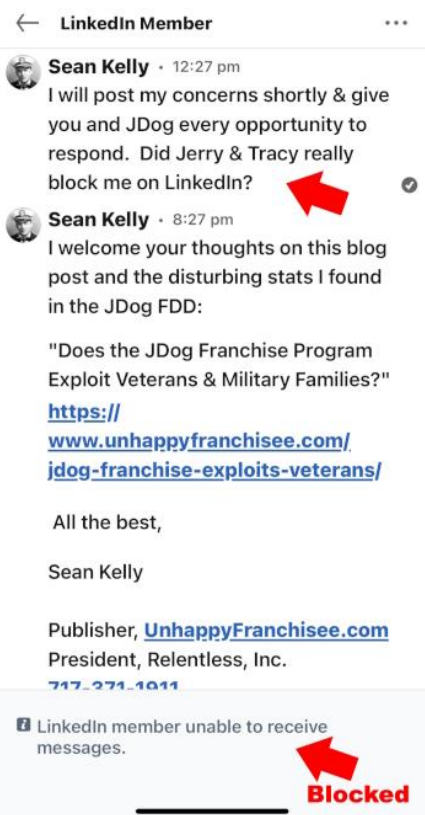 LinkedIn Member
Sean Kelly · 12:27 pm
I will post my concerns shortly & give
you and JDog every opportunity to
respond. Did Jerry & Tracy really
block me on LinkedIn?
Sean Kelly · 8:27 pm
I welcome your thoughts on this blog
post and the disturbing stats I found
in the JDog FDD:
"Does the JDog Franchise Program
Exploit Veterans & Military Families?"
https://
www.unhappyfranchisee.com/
jdog-franchise-exploits-veterans/
All the best,
Sean Kelly
Publisher, UnhappyFranchisee.com
President, Relentless, Inc.
717-371-1911
LinkedIn member unable to receive
messages.
Blocked